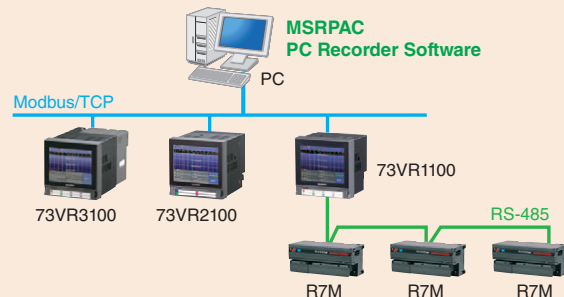 MSRPAC
PC Recorder Software
PC
Modbus/TCP
73VR3100
73VR2100
73VR1100
RS-485
R7M
R7M
R7M